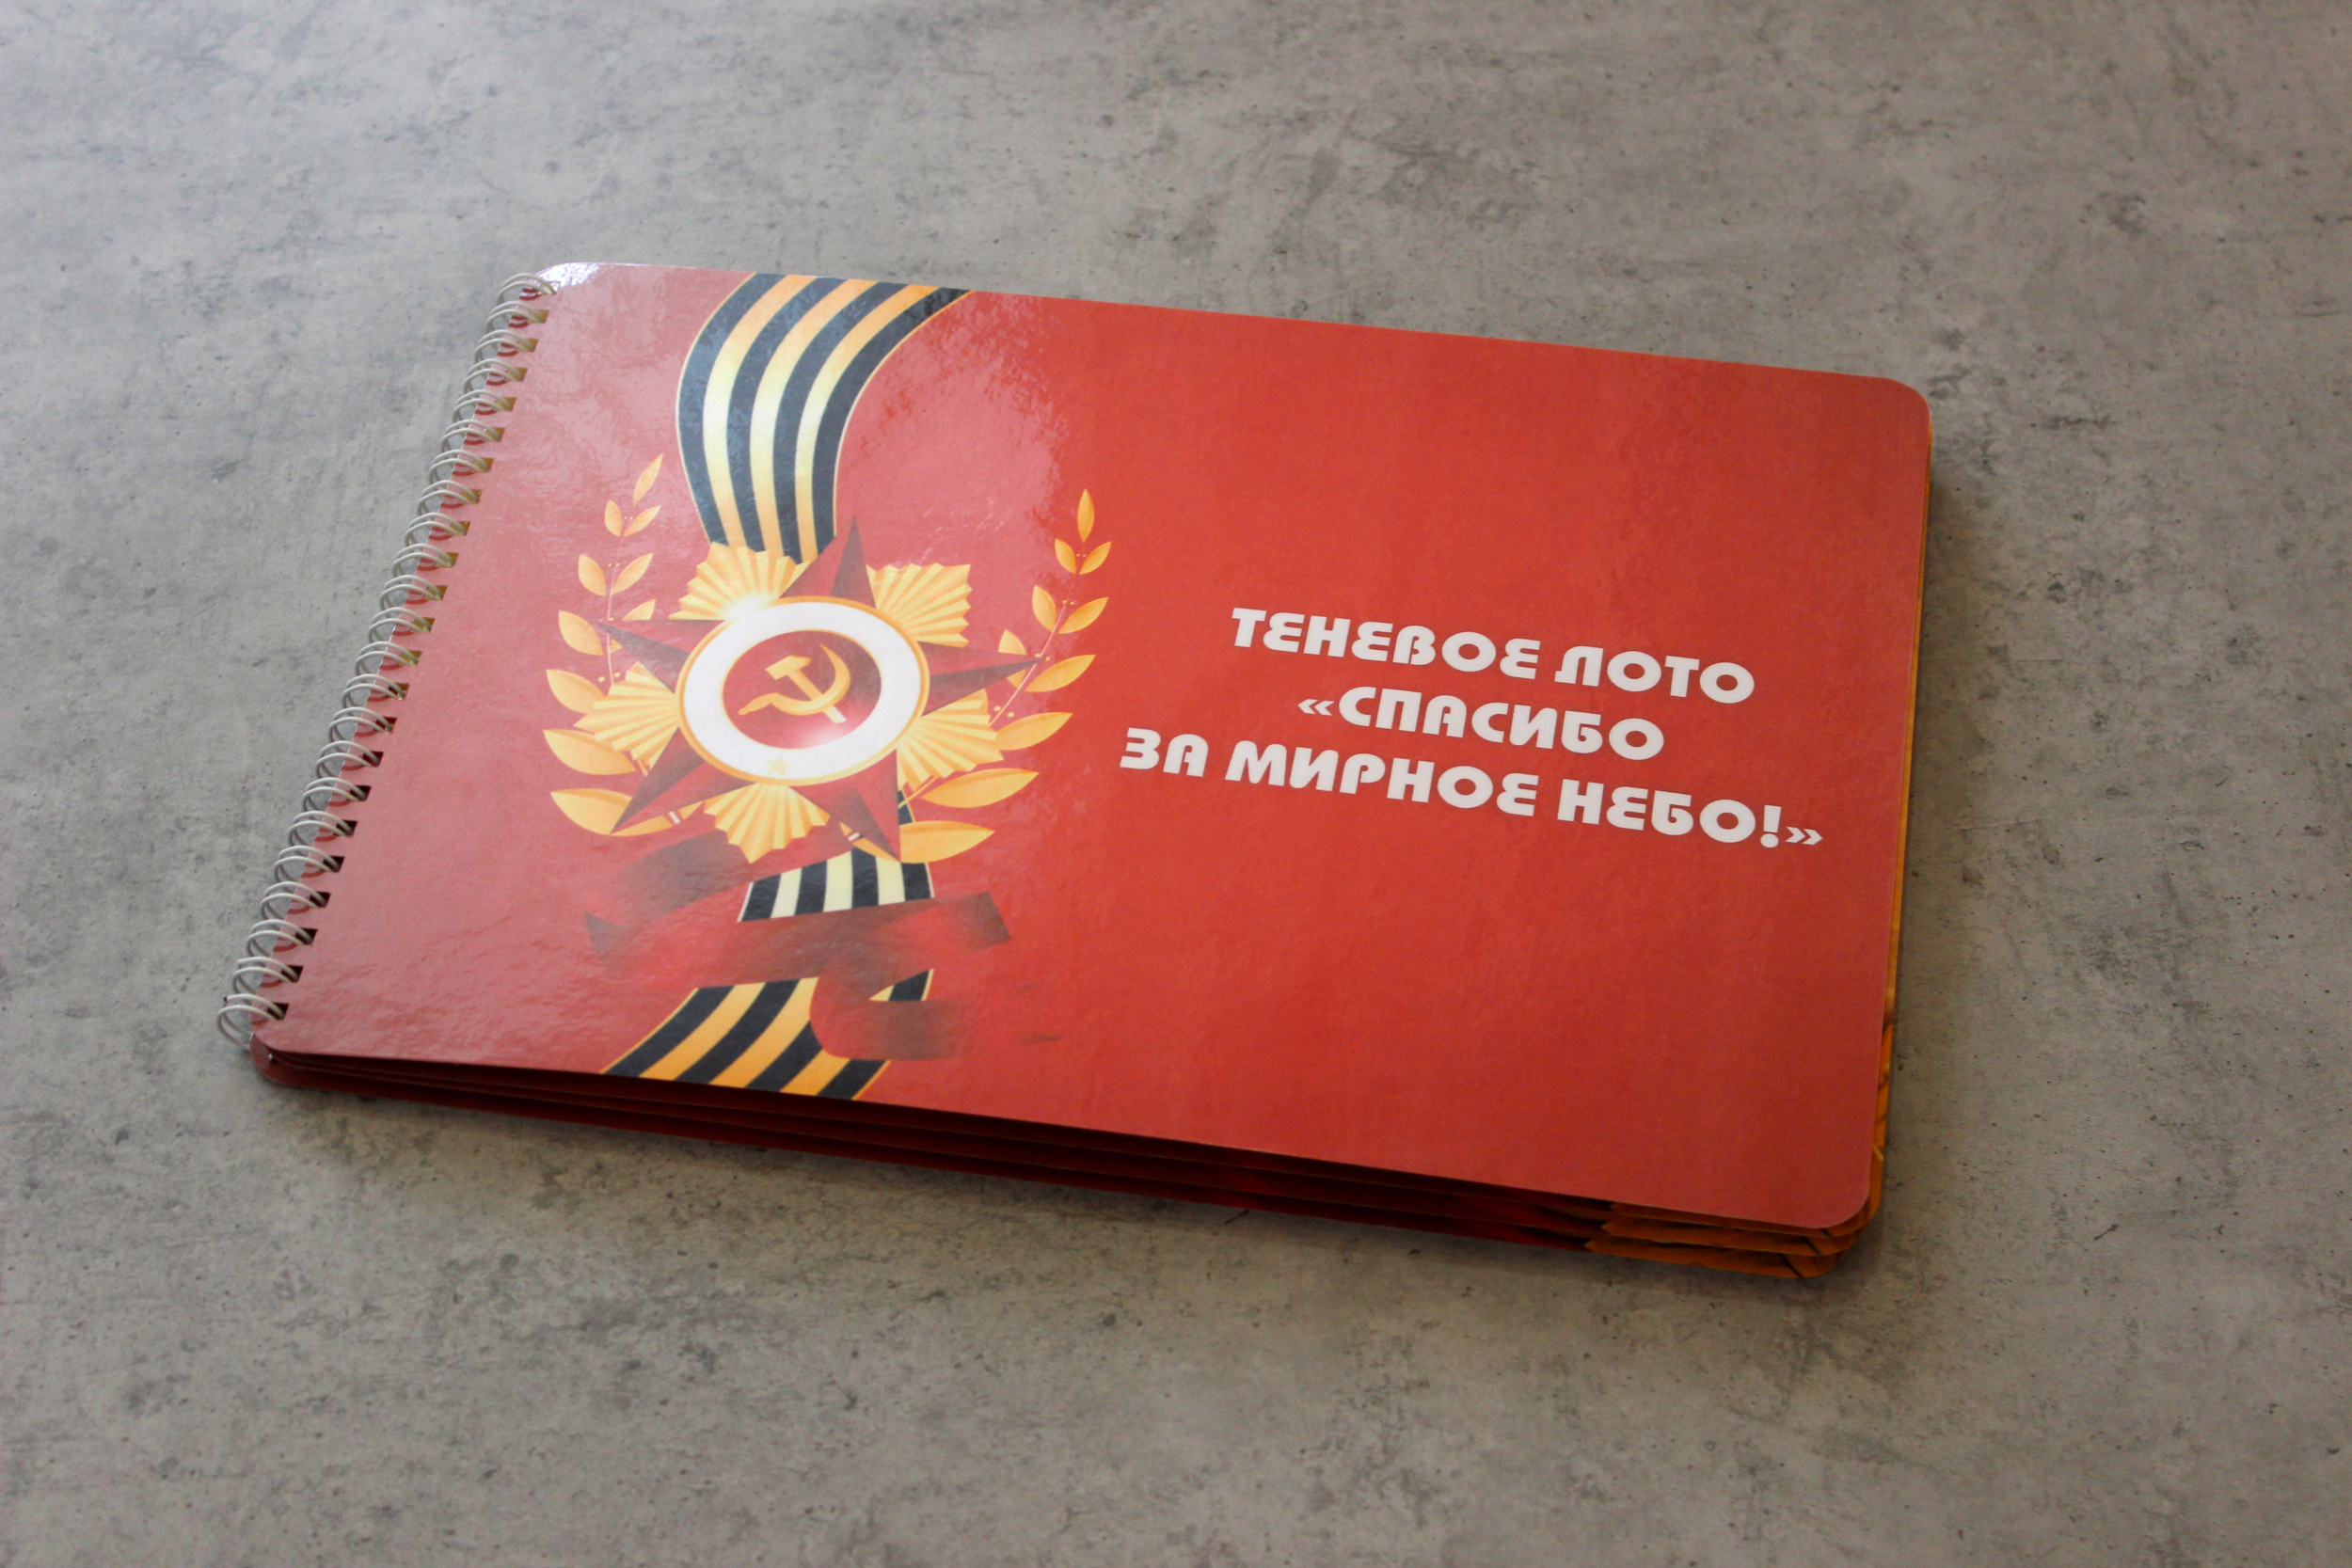 ТЕНЕВОЕ ЛОТО
«СПАСИБО
ЗА МИРНОЕ НЕБО!»